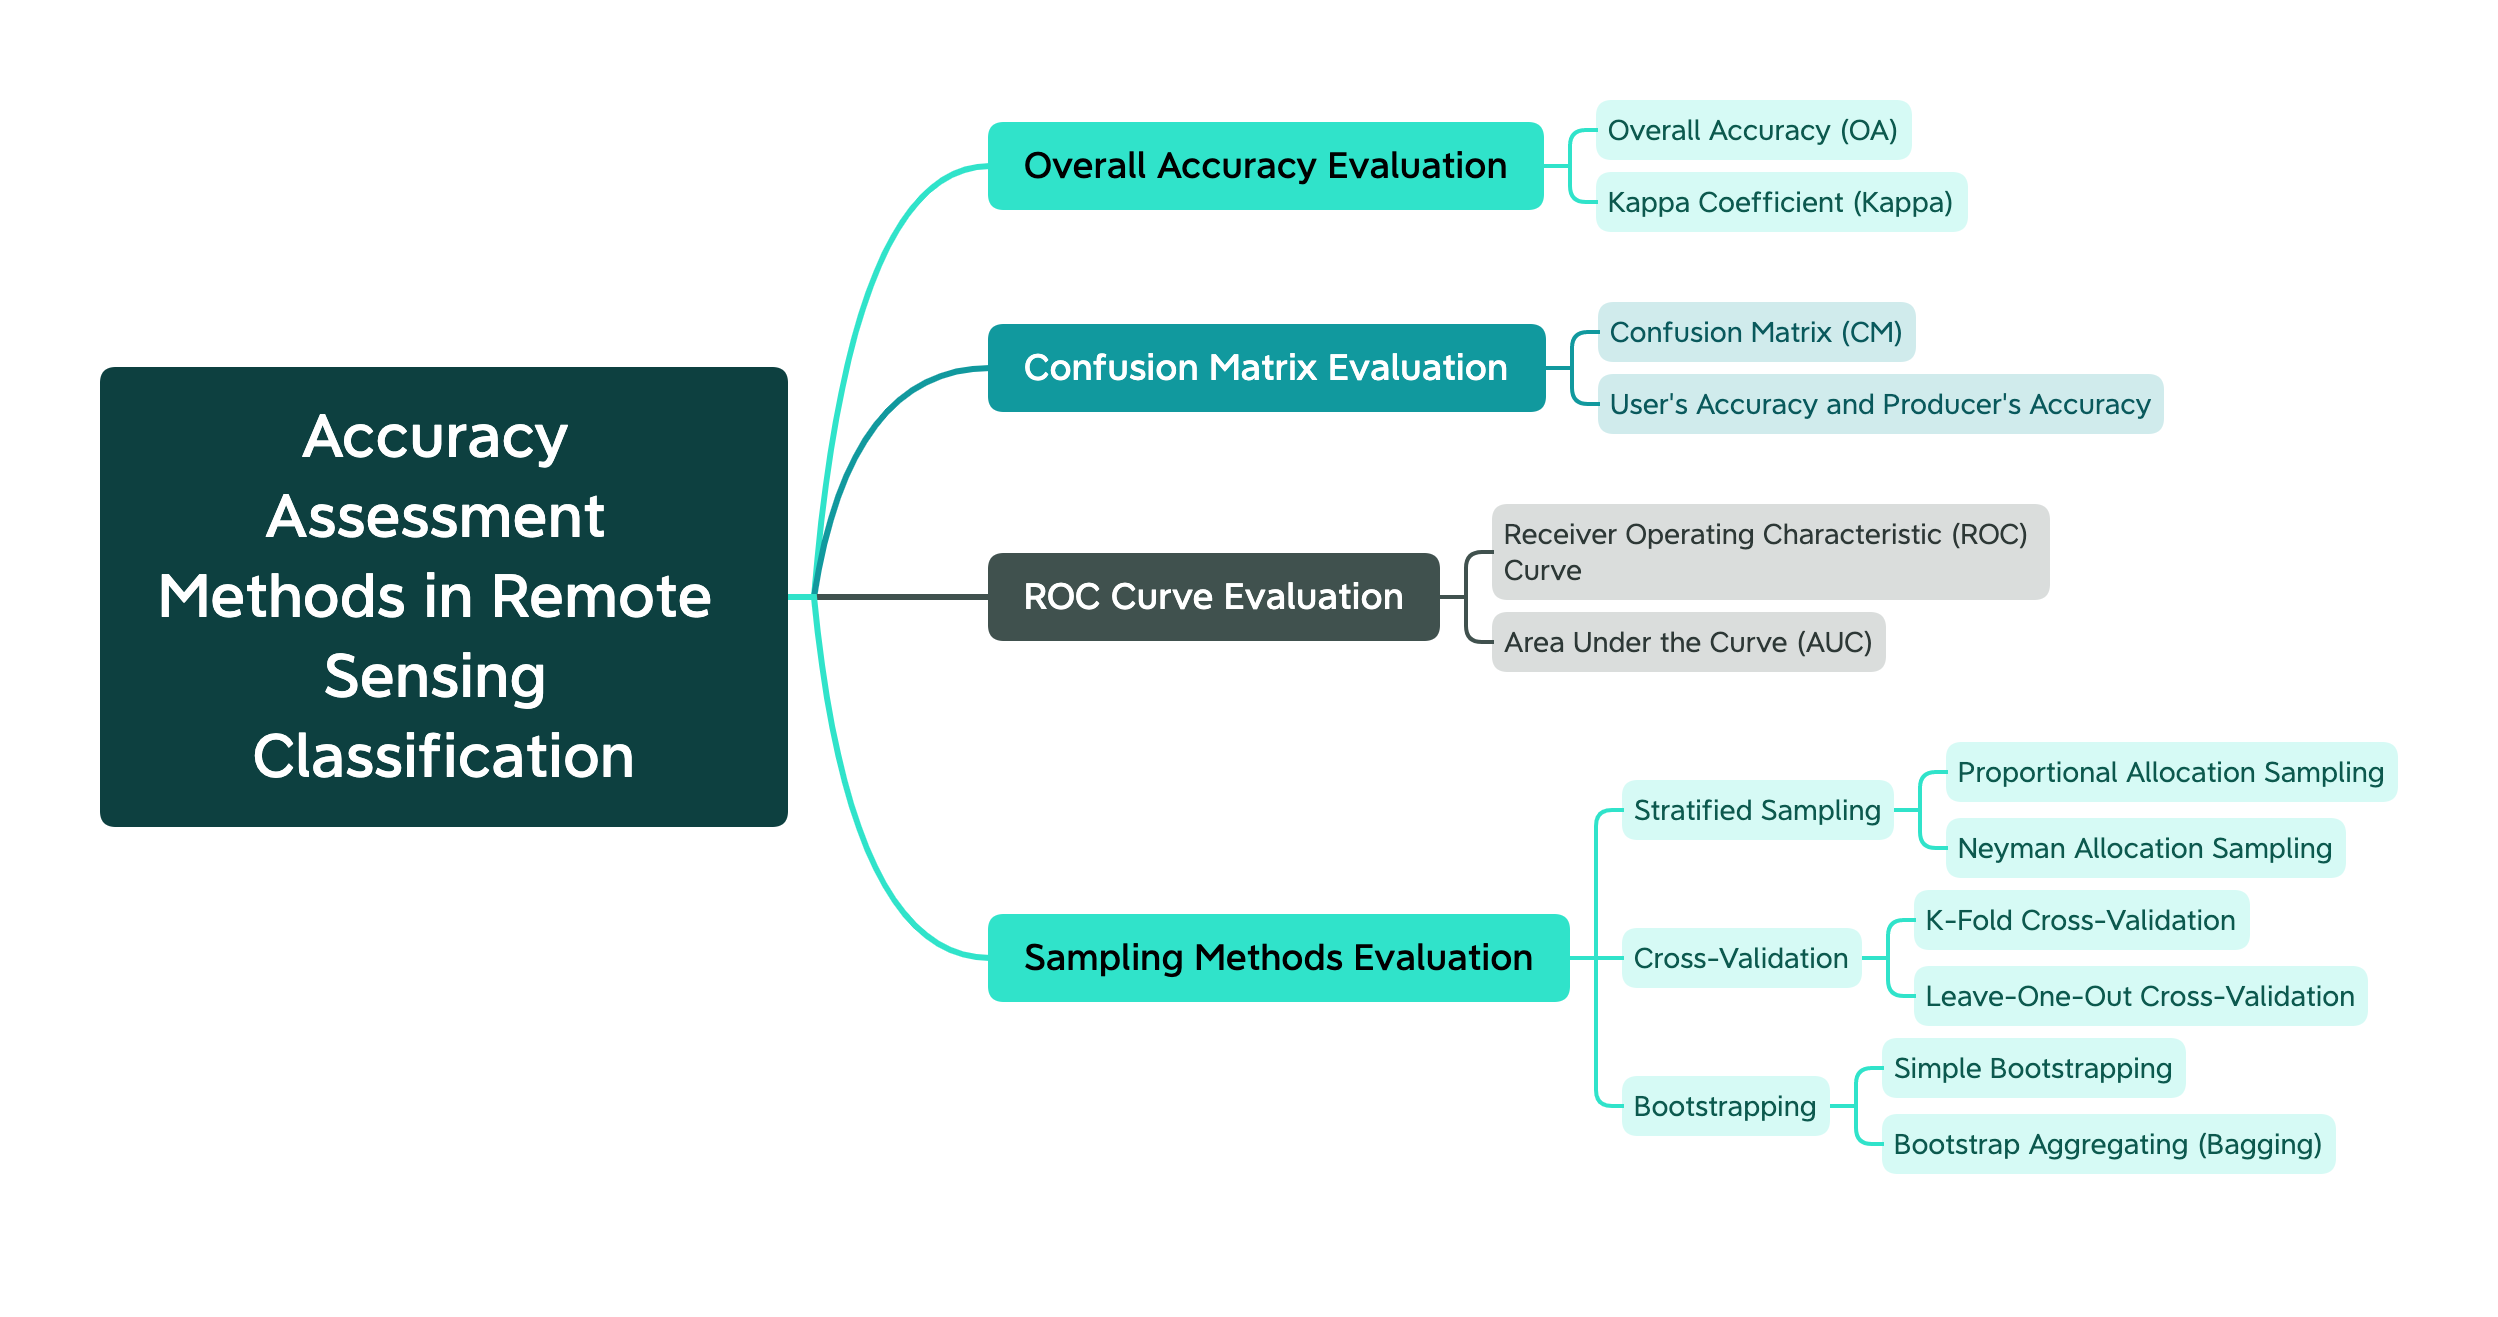 Accuracy
Assessment
Methods in Remote
Sensing
Classification
Overall Accuracy Evaluation
Overall Accuracy (OA)
Kappa Coefficient (Kappa)
Confusion Matrix Evaluation
Confusion Matrix (CM)
User's Accuracy and Producer's Accuracy
ROC Curve Evaluation
Receiver Operating Characteristic (ROC)
Curve
Area Under the Curve (AUC)
Sampling Methods Evaluation
Stratified Sampling
Proportional Allocation Sampling
Neyman Allocation Sampling
Cross-Validation
K-Fold Cross-Validation
Leave-One-Out Cross-Validation
Bootstrapping
Simple Bootstrapping
Bootstrap Aggregating (Bagging)